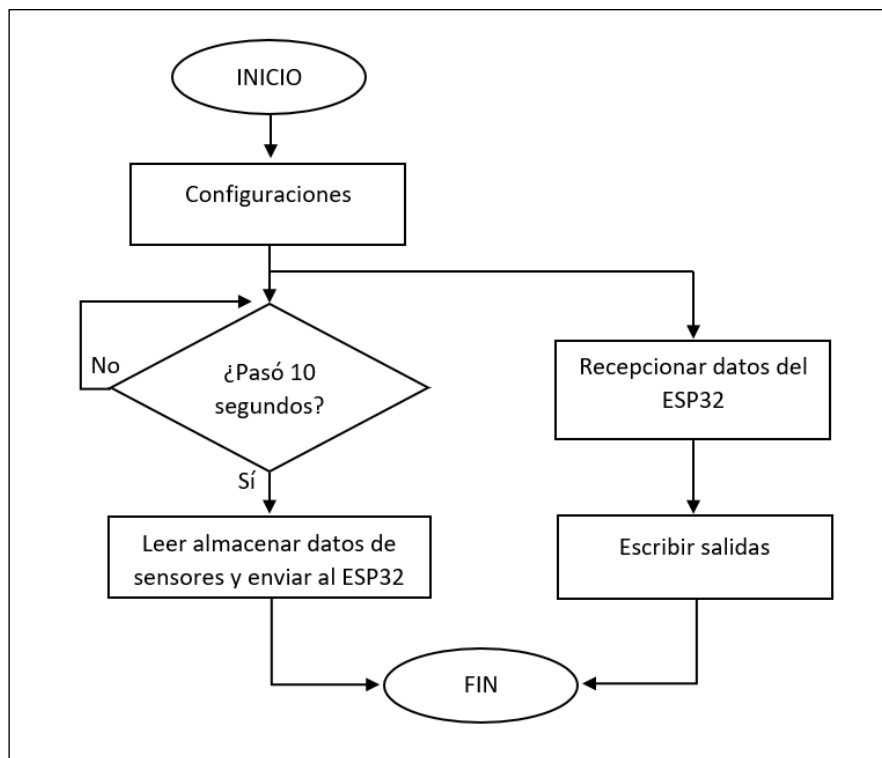 INICIO
Configuraciones
No
¿Pasó 10
segundos?
Sí
Leer almacenar datos de
sensores y enviar al ESP32
Recepcionar datos del
ESP32
Escribir salidas
FIN